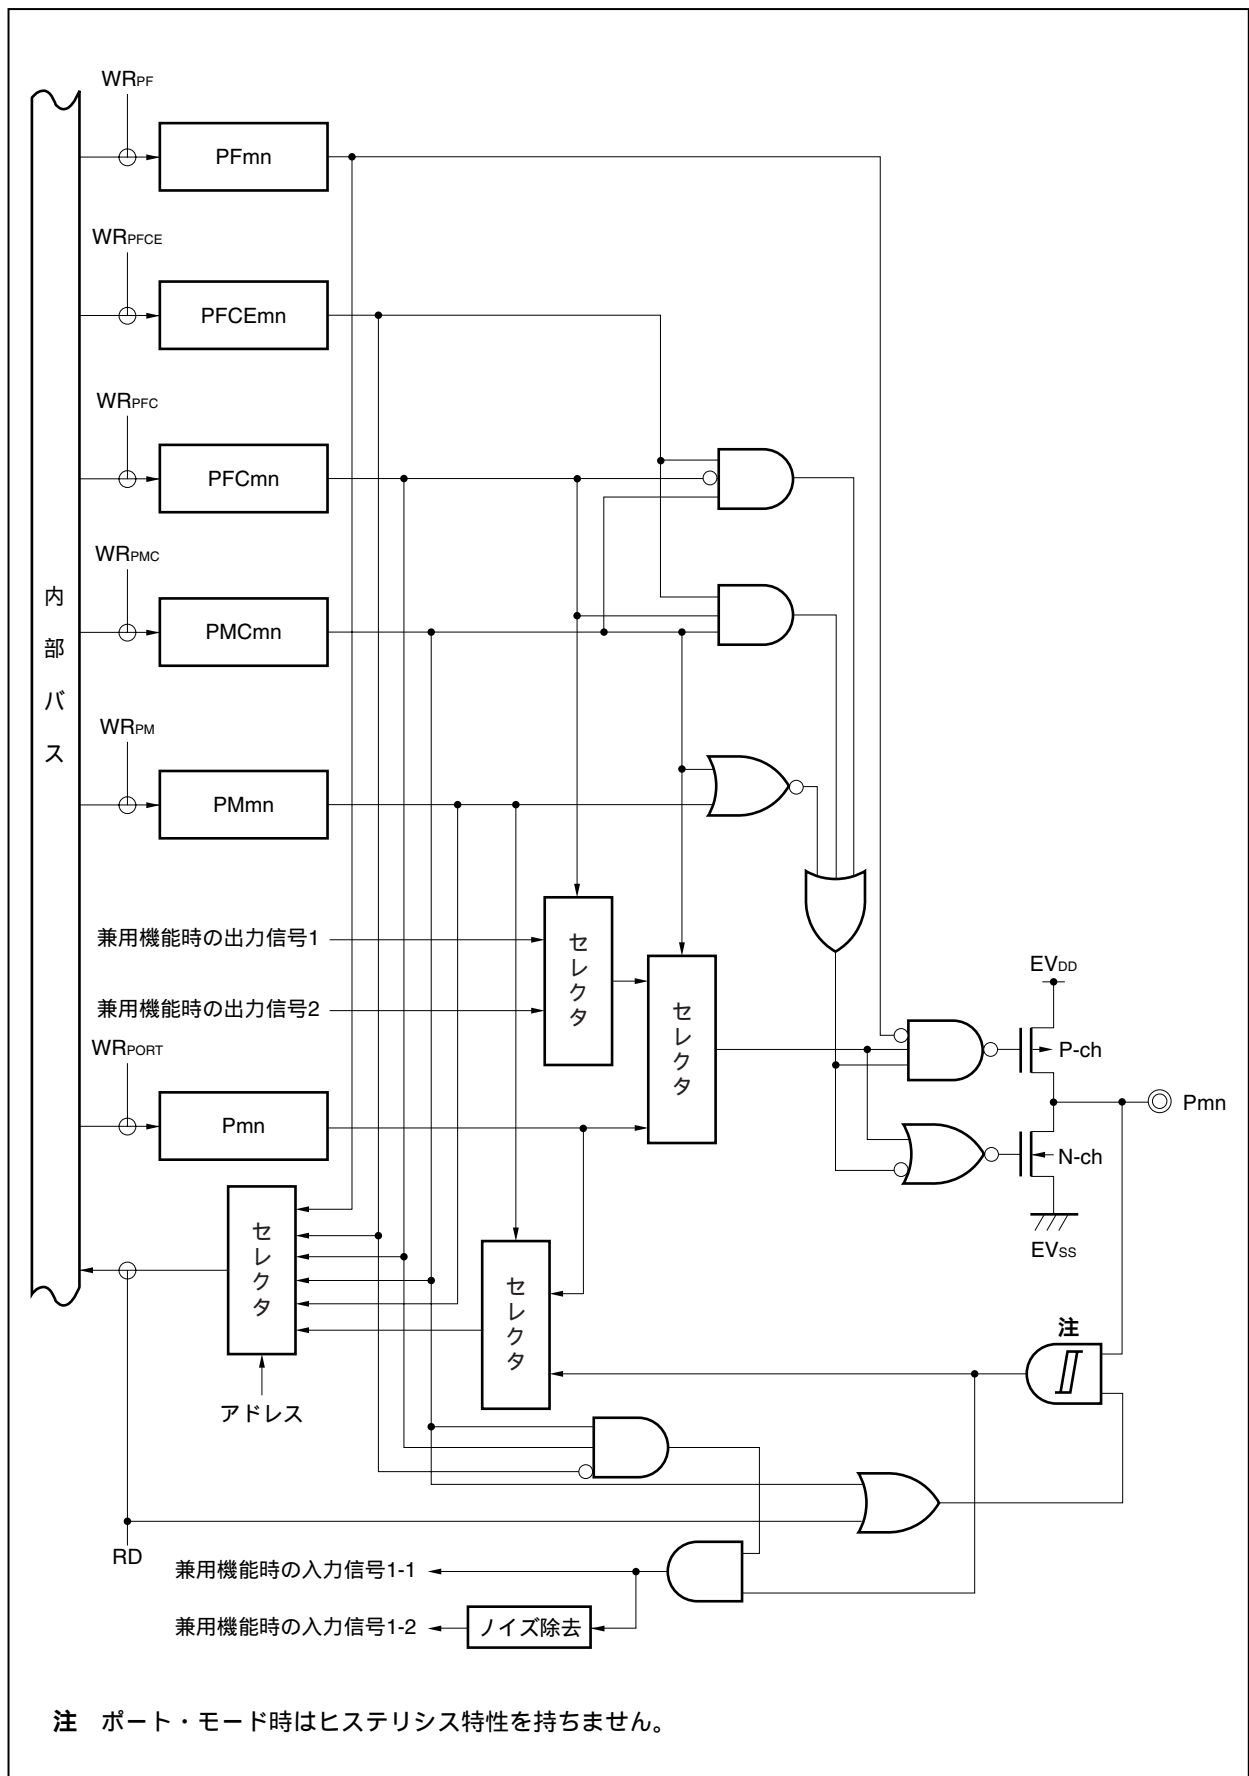 WRPF
PFmn
WRPFCE
PFCEmn
WRPFC
PFCmn
WRPMC
PMCmn
内部バス
WRPM
PMmn
兼用機能時の出力信号1
兼用機能時の出力信号2
セレクタ
セレクタ
EVDD
P-ch
WRPORT
Pmn
Pmn
N-ch
EVSS
セレクタ
セレクタ
注
アドレス
RD
兼用機能時の入力信号1-1
兼用機能時の入力信号1-2
ノイズ除去
注 ポート・モード時はヒステリシス特性を持ちません。